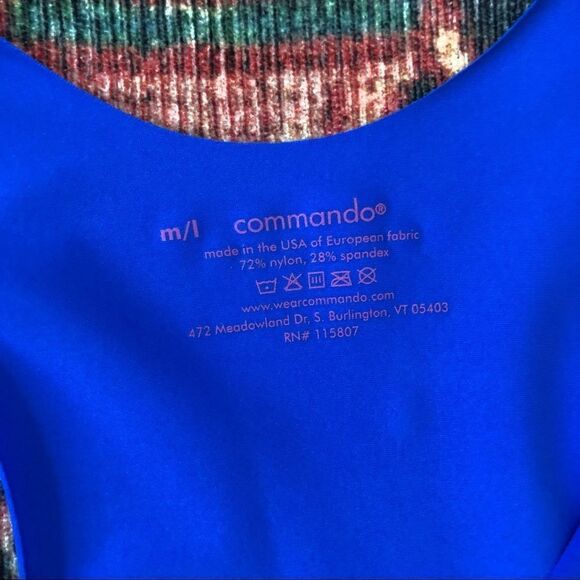 m/l commando®
made in the USA of European fabric
72% nylon, 28% spandex
www.wearcommando.com
472 Meadowland Dr, S. Burlington, VT 05403
RN# 115807